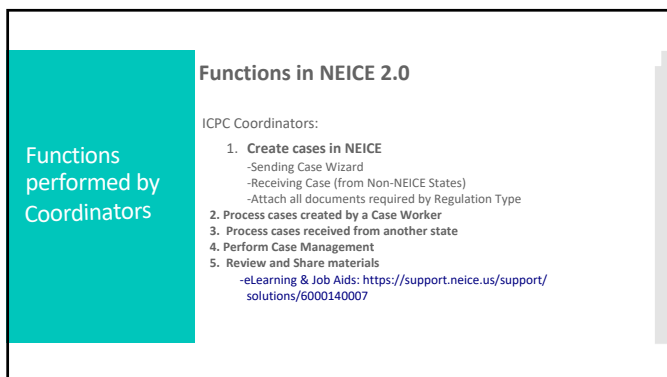 Functions
performed by
Coordinators
Functions in NEICE 2.0
ICPC Coordinators:
1. Create cases in NEICE
-Sending Case Wizard
-Receiving Case (from Non-NEICE States)
-Attach all documents required by Regulation Type
2. Process cases created by a Case Worker
3. Process cases received from another state
4. Perform Case Management
5. Review and Share materials
-eLearning & Job Aids: https://support.neice.us/support/
solutions/6000140007